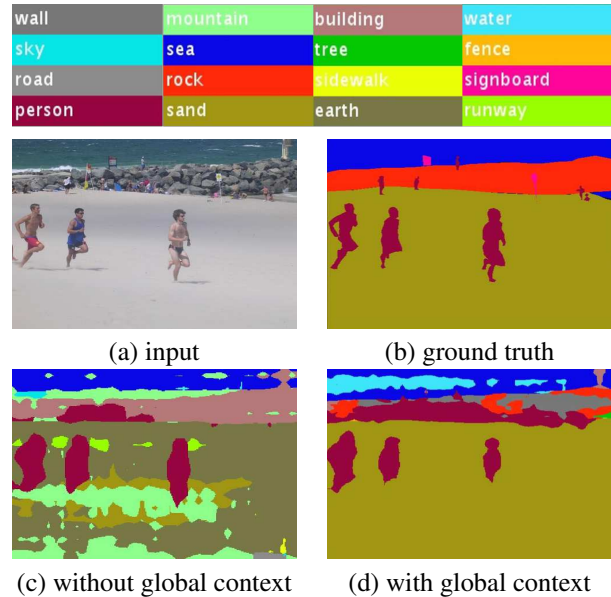 wall mountain building water
sky sea tree fence
road rock sidewalk signboard
person sand earth runway
(a) input (b) ground truth
(c) without global context (d) with global context